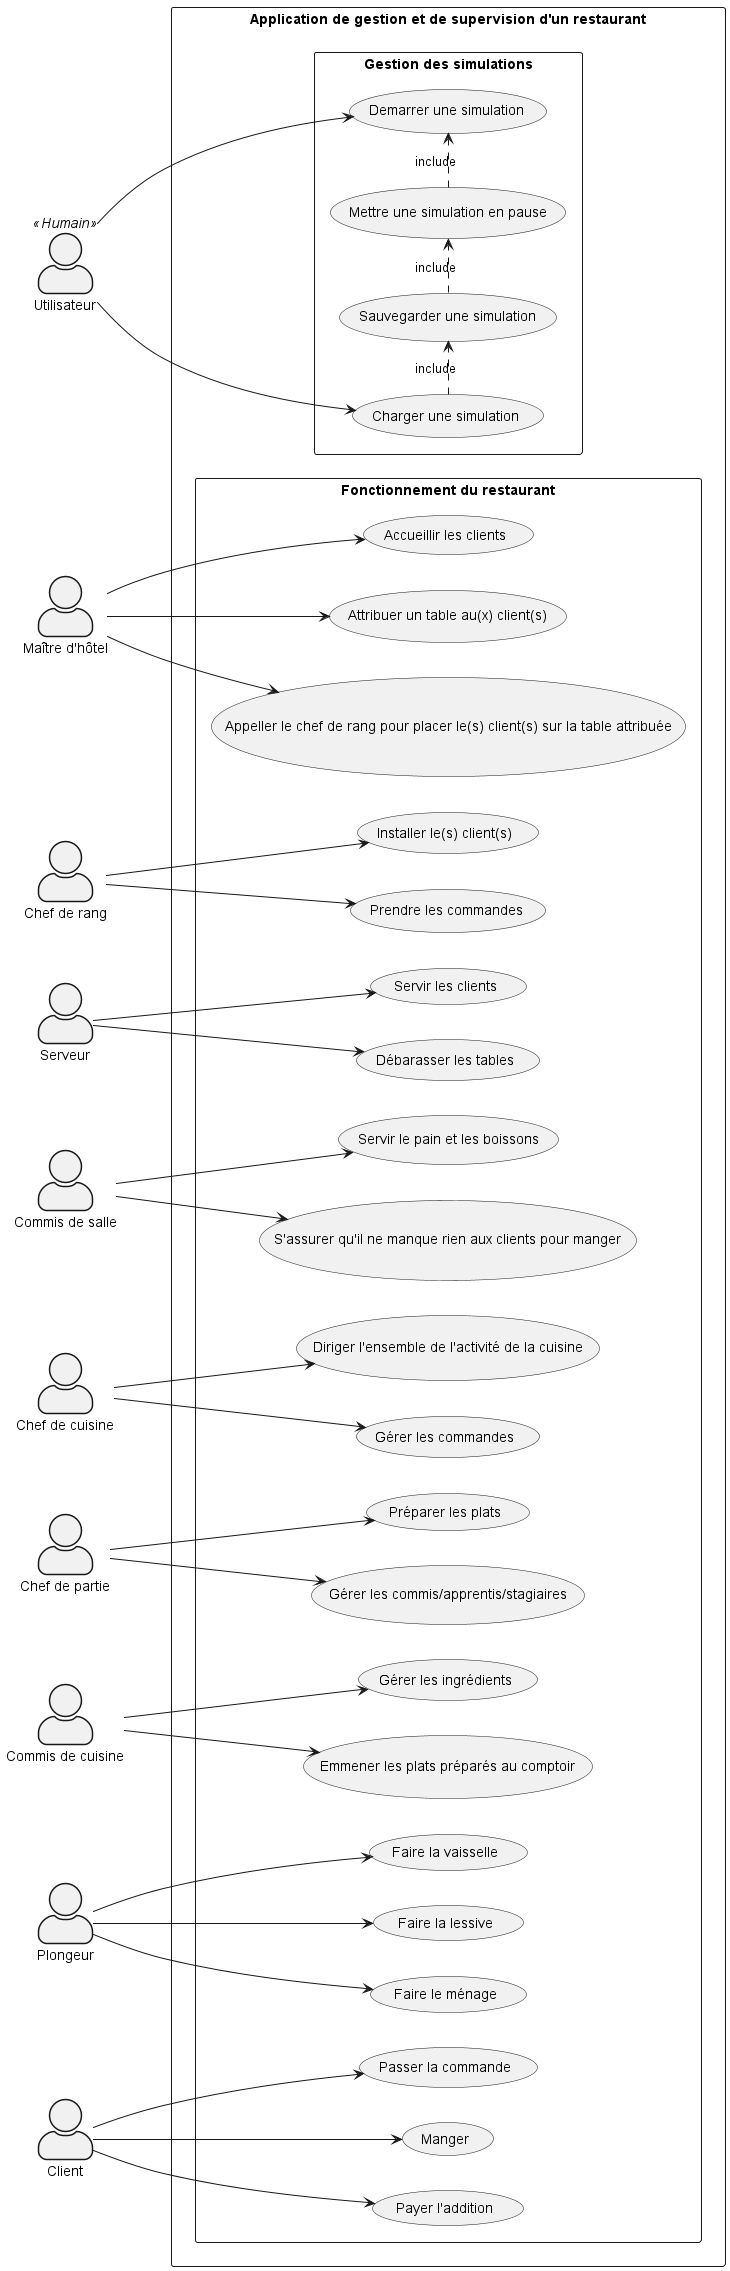 Application de gestion et de supervision d'un restaurant
Gestion des simulations
Demarrer une simulation
include
Mettre une simulation en pause
«Humain»
Utilisateur
include
Sauvegarder une simulation
include
Charger une simulation
Fonctionnement du restaurant
Accueillir les clients
Attribuer un table au(x) client(s)
Maître d'hôtel
Appeller le chef de rang pour placer le(s) client(s) sur la table attribuée
Installer le(s) client(s)
Chef de rang
Prendre les commandes
Servir les clients
Serveur
Débarasser les tables
Servir le pain et les boissons
Commis de salle
S'assurer qu'il ne manque rien aux clients pour manger
Diriger l'ensemble de l'activité de la cuisine
Chef de cuisine
Gérer les commandes
Préparer les plats
Chef de partie
Gérer les commis/apprentis/stagiaires
Gérer les ingrédients
Commis de cuisine
Emmener les plats préparés au comptoir
Faire la vaisselle
Faire la lessive
Plongeur
Faire le ménage
Passer la commande
Manger
Client
Payer l'addition